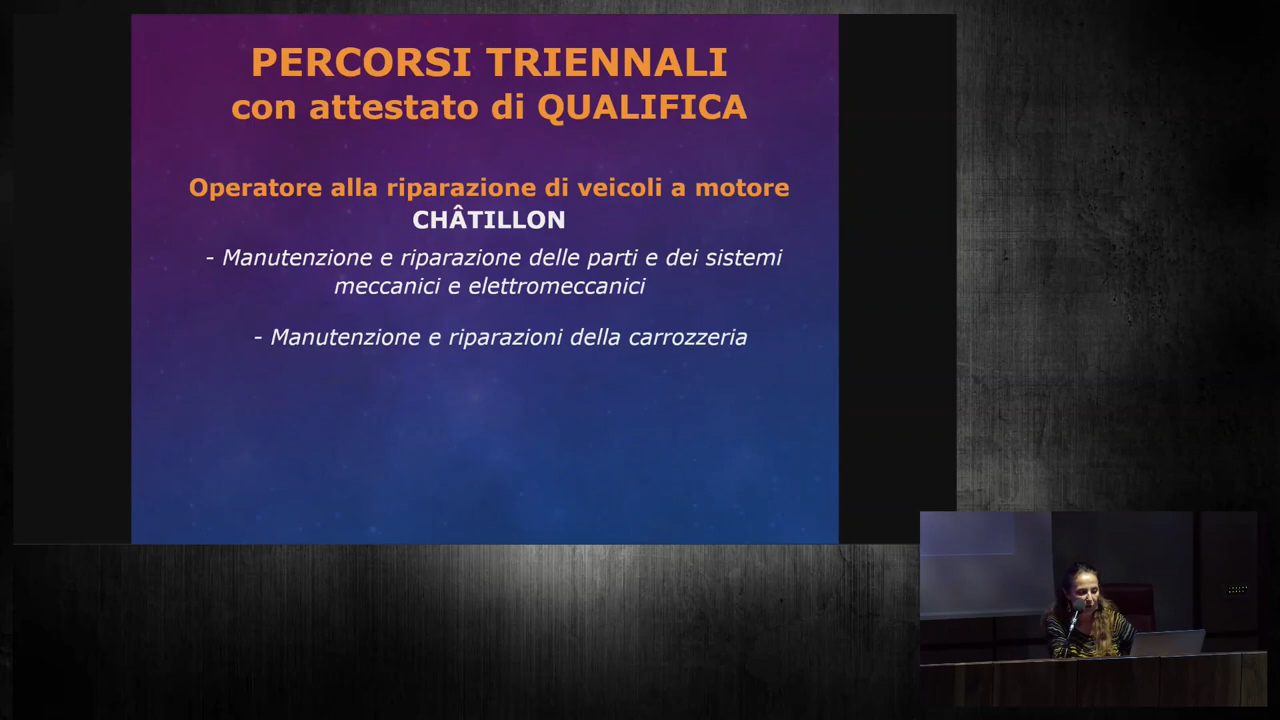 PERCORSI TRIENNALI
con attestato di QUALIFICA
Operatore alla riparazione di veicoli a motore
CHÂTILLON
- Manutenzione e riparazione delle parti e dei sistemi
meccanici e elettromeccanici
- Manutenzione e riparazioni della carrozzeria